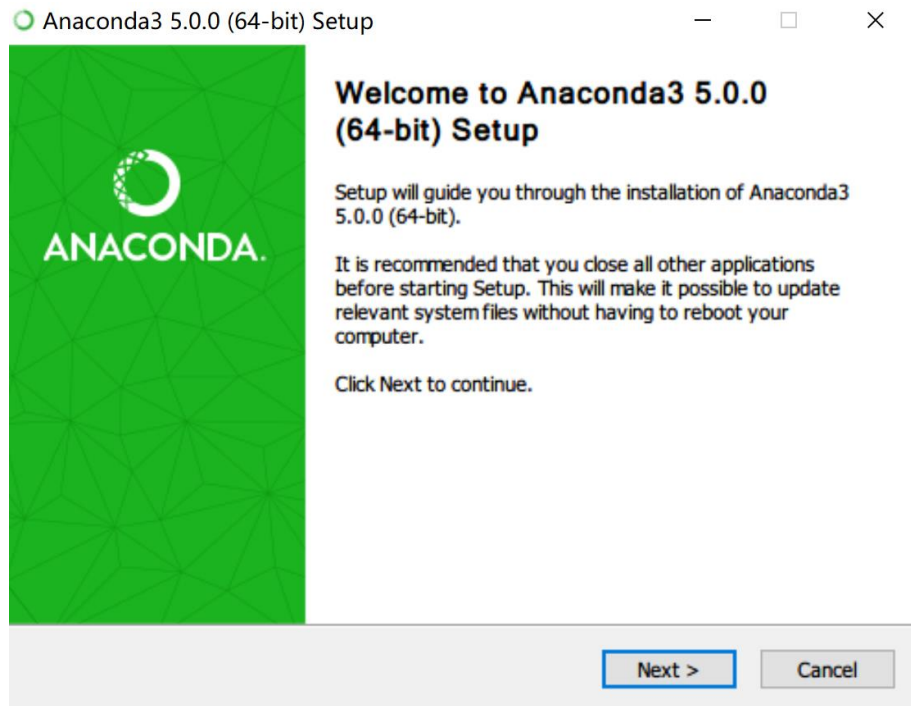 Anaconda3 5.0.0 (64-bit) Setup
ANACONDA.
Welcome to Anaconda3 5.0.0
(64-bit) Setup
Setup will guide you through the installation of Anaconda3
5.0.0 (64-bit).
It is recommended that you close all other applications
before starting Setup. This will make it possible to update
relevant system files without having to reboot your
computer.
Click Next to continue.
Next >
Cancel